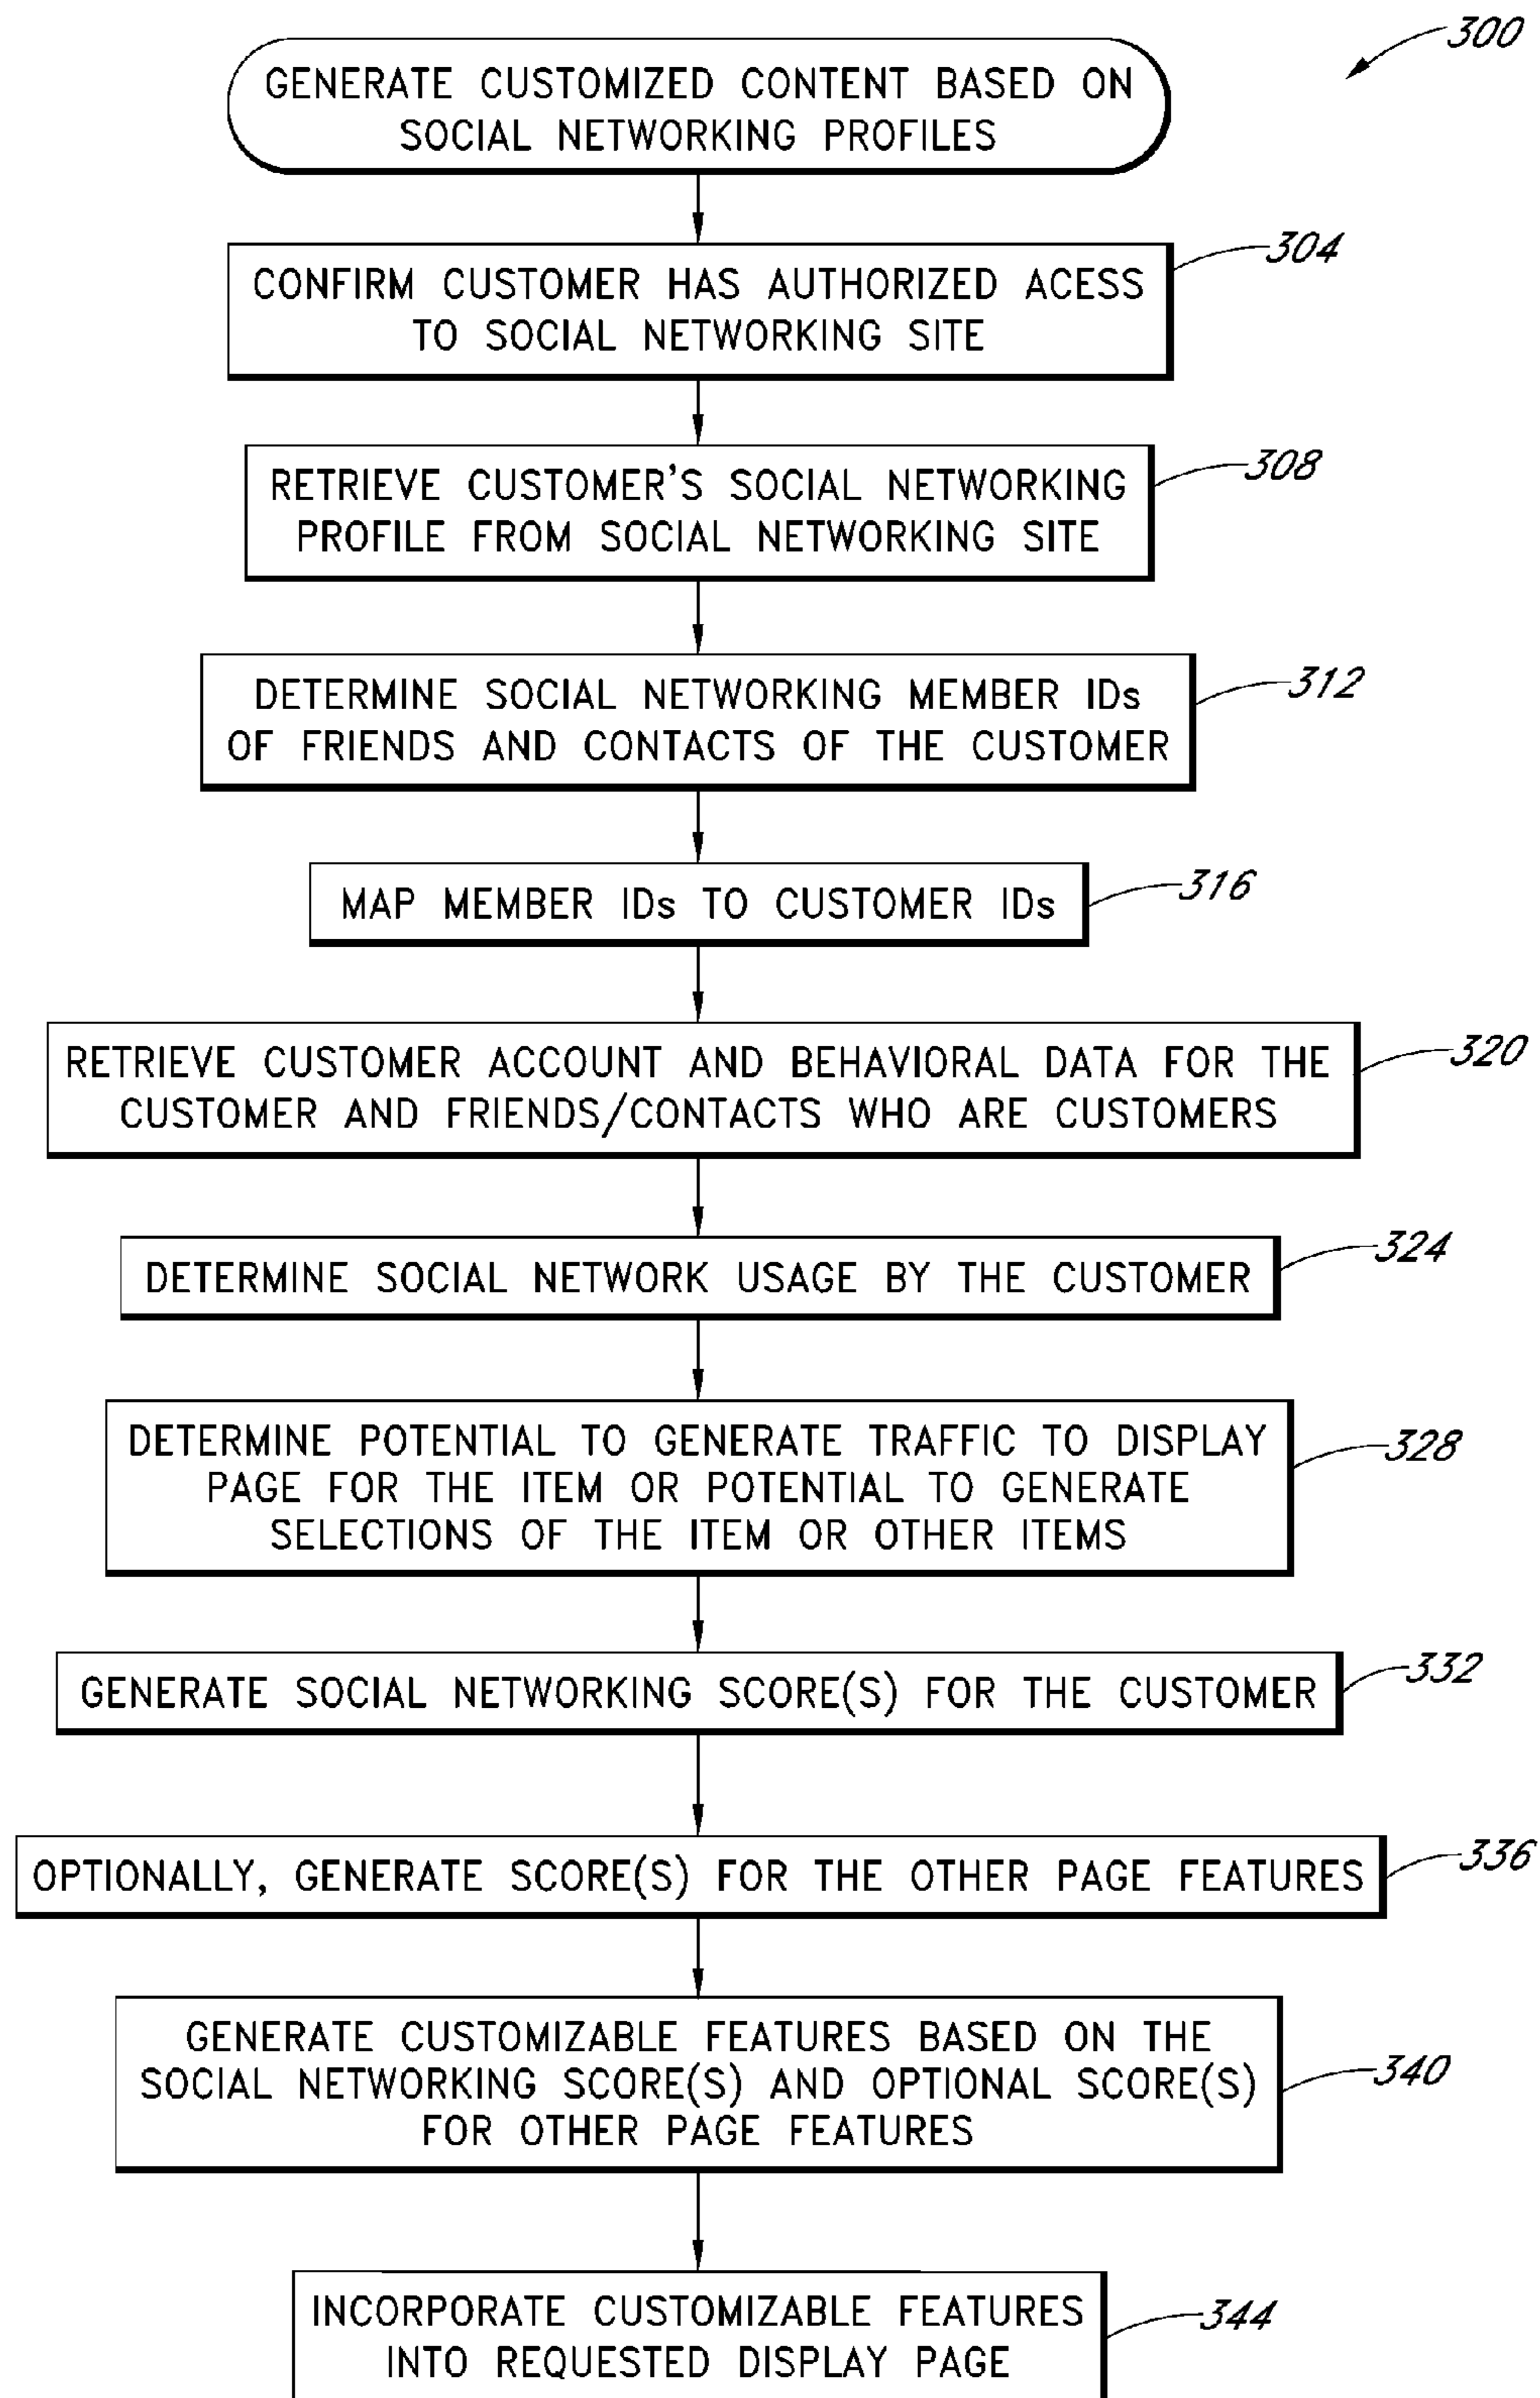 300
GENERATE CUSTOMIZED CONTENT BASED ON
SOCIAL NETWORKING PROFILES
304
CONFIRM CUSTOMER HAS AUTHORIZED ACESS
TO SOCIAL NETWORKING SITE
308
RETRIEVE CUSTOMER'S SOCIAL NETWORKING
PROFILE FROM SOCIAL NETWORKING SITE
312
DETERMINE SOCIAL NETWORKING MEMBER IDs
OF FRIENDS AND CONTACTS OF THE CUSTOMER
316
MAP MEMBER IDs TO CUSTOMER IDs
320
RETRIEVE CUSTOMER ACCOUNT AND BEHAVIORAL DATA FOR THE
CUSTOMER AND FRIENDS/CONTACTS WHO ARE CUSTOMERS
324
DETERMINE SOCIAL NETWORK USAGE BY THE CUSTOMER
328
DETERMINE POTENTIAL TO GENERATE TRAFFIC TO DISPLAY
PAGE FOR THE ITEM OR POTENTIAL TO GENERATE
SELECTIONS OF THE ITEM OR OTHER ITEMS
332
GENERATE SOCIAL NETWORKING SCORE(S) FOR THE CUSTOMER
336
OPTIONALLY, GENERATE SCORE(S) FOR THE OTHER PAGE FEATURES
340
GENERATE CUSTOMIZABLE FEATURES BASED ON THE
SOCIAL NETWORKING SCORE(S) AND OPTIONAL SCORE(S)
FOR OTHER PAGE FEATURES
344
INCORPORATE CUSTOMIZABLE FEATURES
INTO REQUESTED DISPLAY PAGE